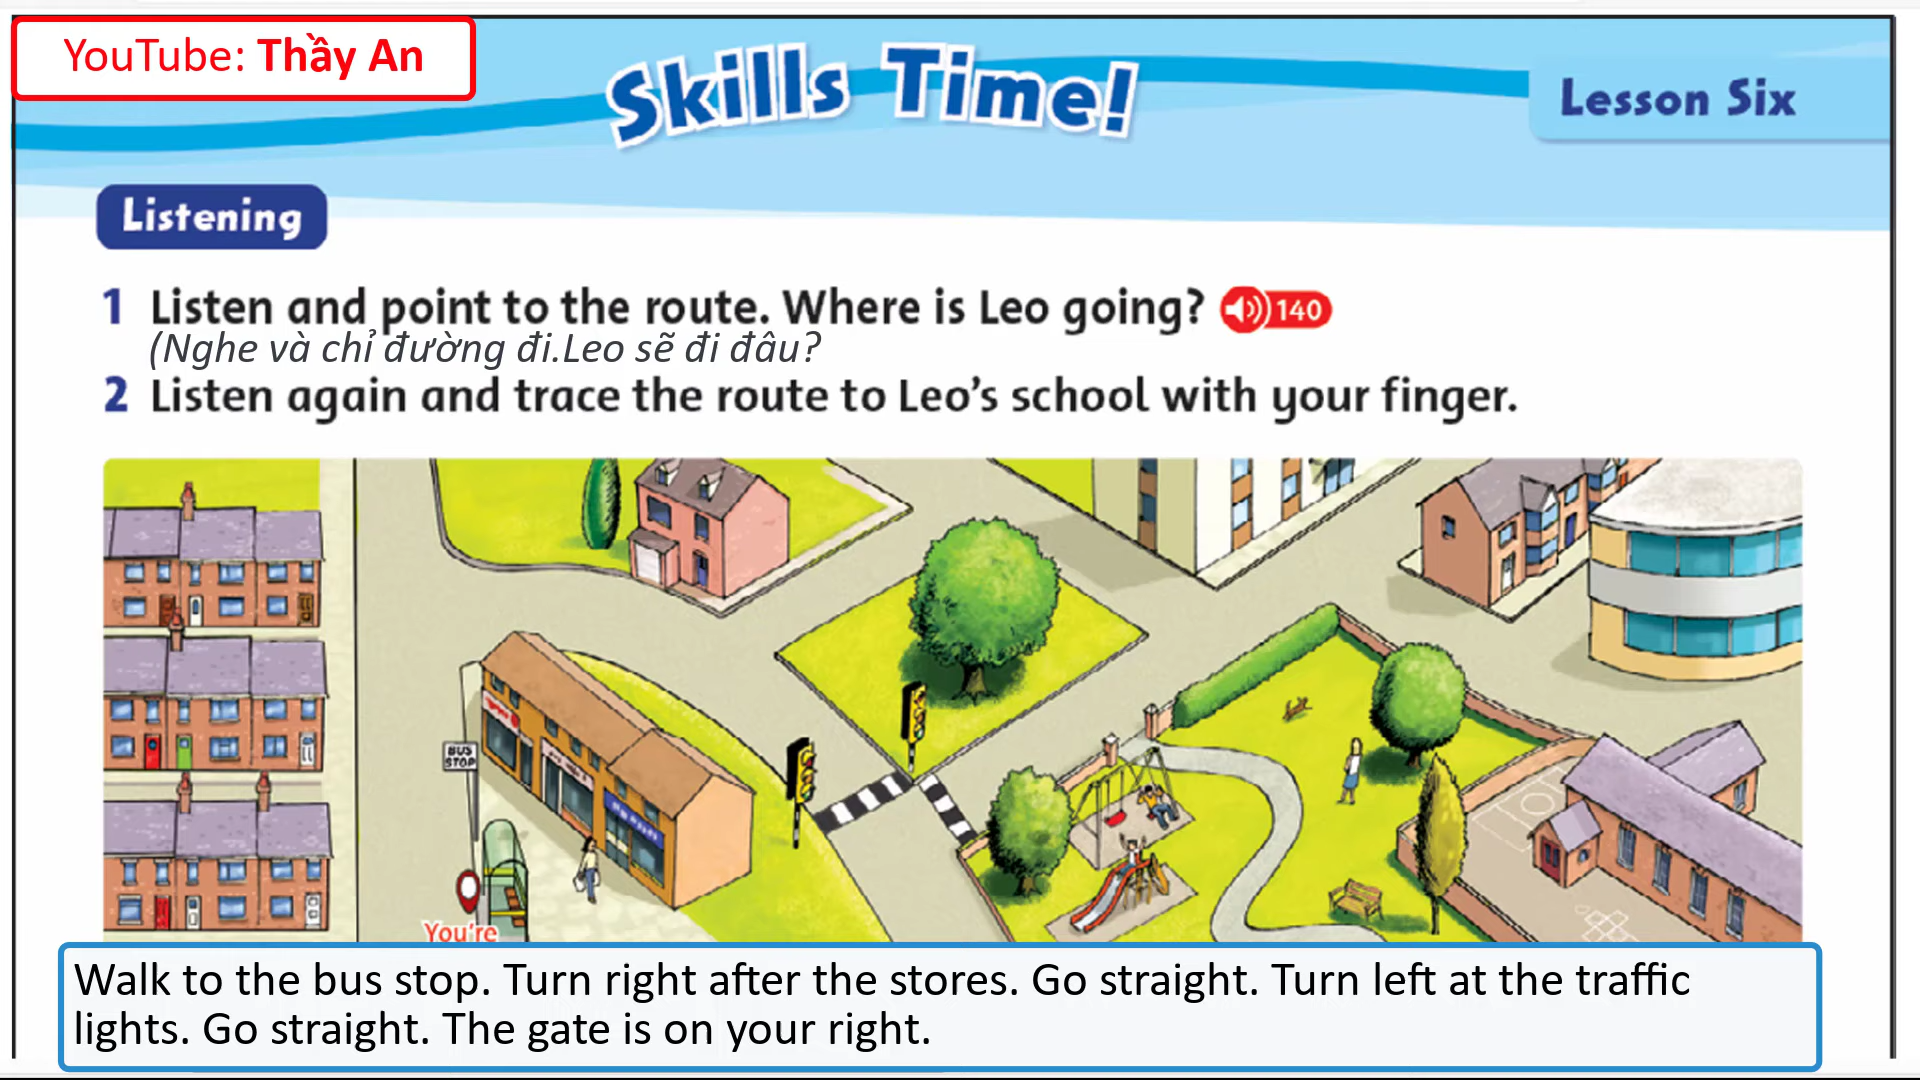 YouTube: Thầy An
Skills Time!
Lesson Six
Listening
1 Listen and point to the route. Where is Leo going? 140
(Nghe và chỉ đường đi.Leo sẽ đi đâu?
2 Listen again and trace the route to Leo's school with your finger.
BUS
STOP
You're
Walk to the bus stop. Turn right after the stores. Go straight. Turn left at the traffic
lights. Go straight. The gate is on your right.